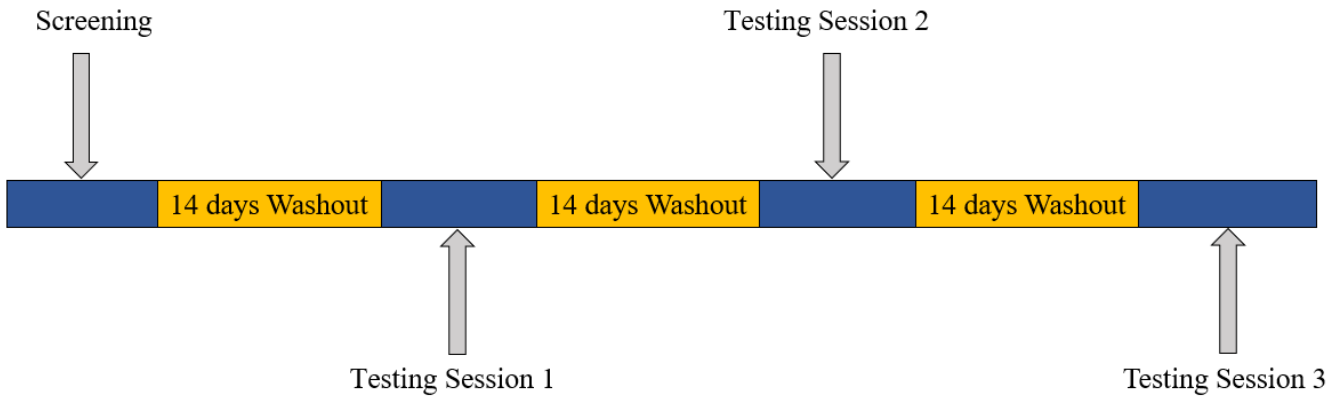 Screening
Testing Session 2
14 days Washout
14 days Washout
14 days Washout
Testing Session 1
Testing Session 3